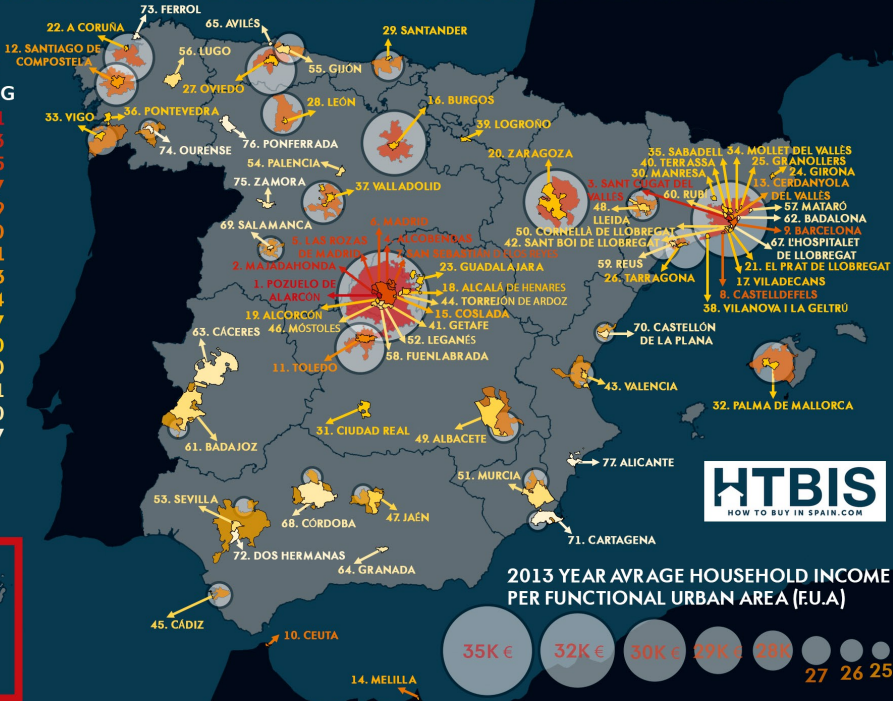 73. FERROL
22. A CORUÑA
65. AVILÉS
29. SANTANDER
12. SANTIAGO DE
COMPOSTELA
56. LUGO
55. GIJÓN
27. OVIEDO
G
28. LEÓN
16. BURGOS
33. VIGO
36. PONTEVEDRA
39. LOGROÑO
74. OURENSE
76. PONFERRADA
54. PALENCIA
20. ZARAGOZA
35. SABADELL
34. MOLLET DEL VALLÈS
40. TERRASSA
25. GRANOLLERS
30. MANRESA
24. GIRONA
3. SANT CUGAT DEL
VALLÈS
60. RUBÍ
13. CERDANYOLA
DEL VALLÈS
75. ZAMORA
37. VALLADOLID
48.
LLEIDA
57. MATARÓ
62. BADALONA
9. BARCELONA
69. SALAMANCA
6. MADRID
50. CORNELLÀ DE LLOBREGAT
42. SANT BOI DE LLOBREGAT
67. L'HOSPITALET
DE LLOBREGAT
5. LAS ROZAS
DE MADRID
4. ALCOBENDAS
7. SAN SEBASTIÁN DE LOS REYES
59. REUS
21. EL PRAT DE LLOBREGAT
2. MAJADAHONDA
23. GUADALAJARA
26. TARRAGONA
17. VILADECANS
1. POZUELO DE
ALARCÓN
18. ALCALÁ DE HENARES
8. CASTELLDEFELS
44. TORREJÓN DE ARDOZ
38. VILANOVA I LA GELTRÚ
19. ALCORCÓN
15. COSLADA
46. MÓSTOLES
41. GETAFE
63. CÁCERES
52. LEGANÉS
70. CASTELLÓN
DE LA PLANA
58. FUENLABRADA
11. TOLEDO
43. VALENCIA
32. PALMA DE MALLORCA
31. CIUDAD REAL
49. ALBACETE
61. BADAJOZ
77. ALICANTE
51. MURCIA
HTBIS
HOW TO BUY IN SPAIN.COM
53. SEVILLA
68. CÓRDOBA
47. JAÉN
71. CARTAGENA
72. DOS HERMANAS
64. GRANADA
2013 YEAR AVRAGE HOUSEHOLD INCOME
PER FUNCTIONAL URBAN AREA (F.U.A)
45. CÁDIZ
10. CEUTA
35K € 32K € 30K € 29K € 28K 27 26 25
14. MELILLA